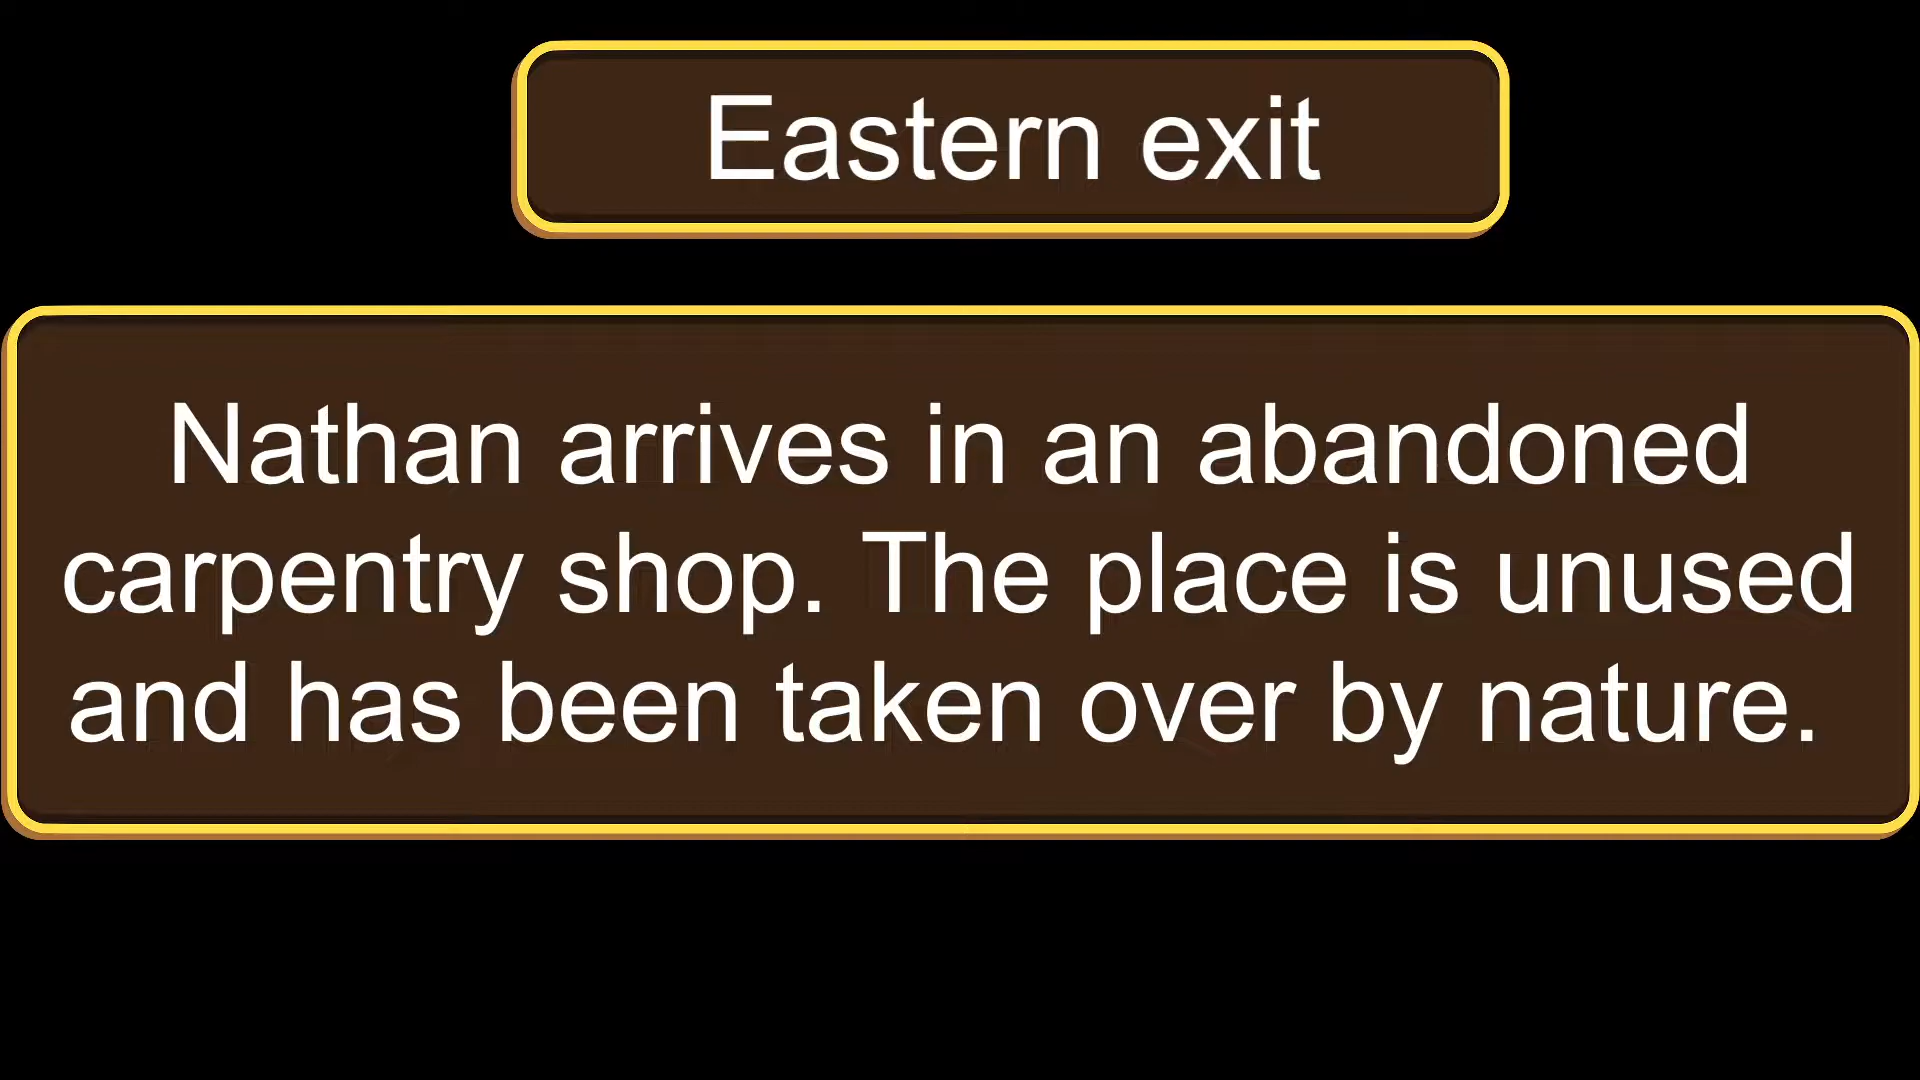 Eastern exit
Nathan arrives in an abandoned
carpentry shop. The place is unused
and has been taken over by nature.